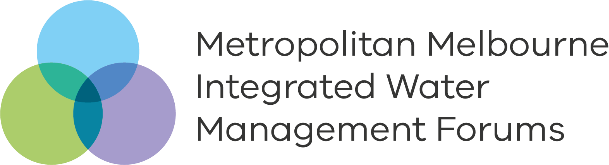 Metropolitan Melbourne
Integrated Water
Management Forums